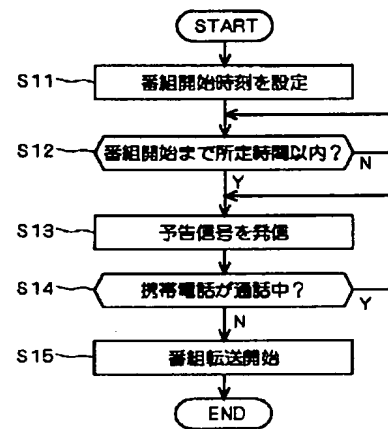 START
S11 番組開始時刻を設定
S12 番組開始まで所定時間以内？ N
Y
S13 予告信号を発信
S14 携帯電話が通話中？ Y
N
S15 番組転送開始
END